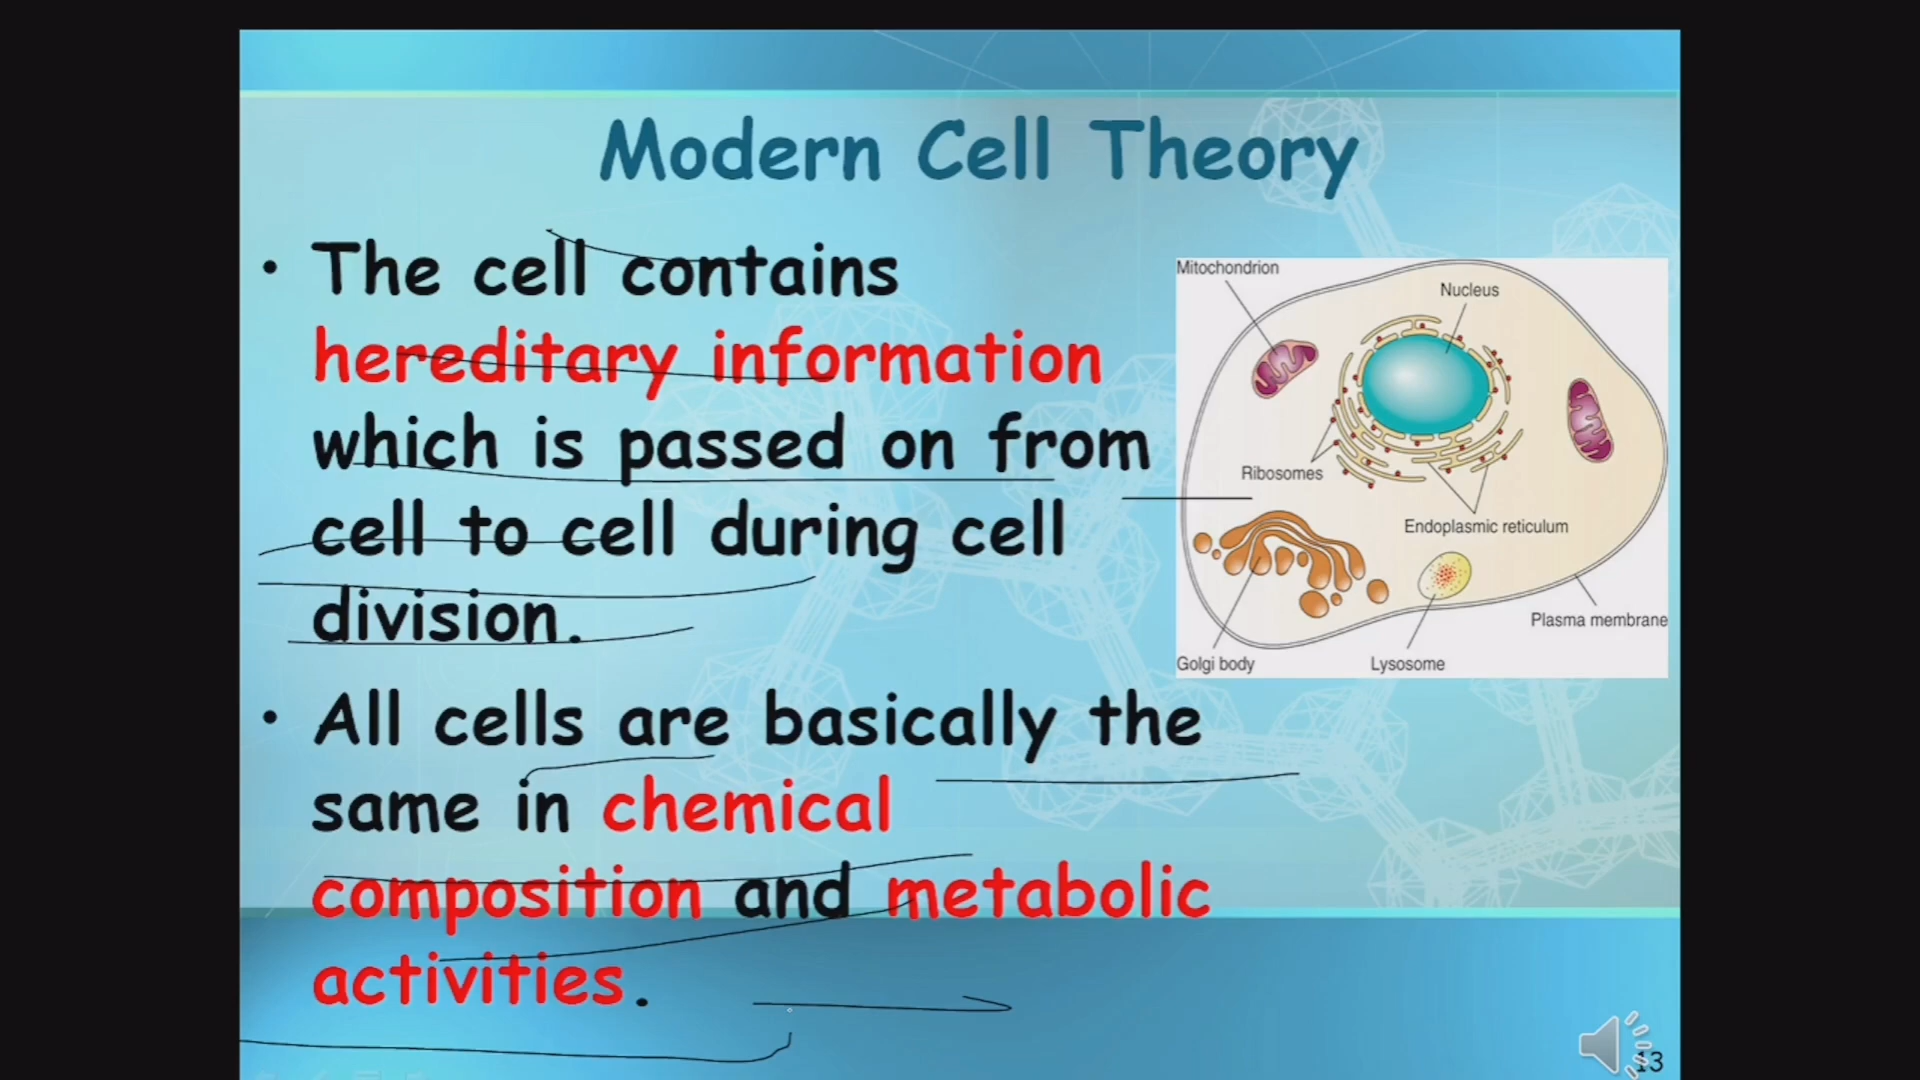 Modern Cell Theory
• The cell contains
hereditary information
which is passed on from
cell to cell during cell
division.
• All cells are basically the
same in chemical
composition and metabolic
activities.
Mitochondrion
Nucleus
Ribosomes
Endoplasmic reticulum
Plasma membrane
Golgi body
Lysosome
13